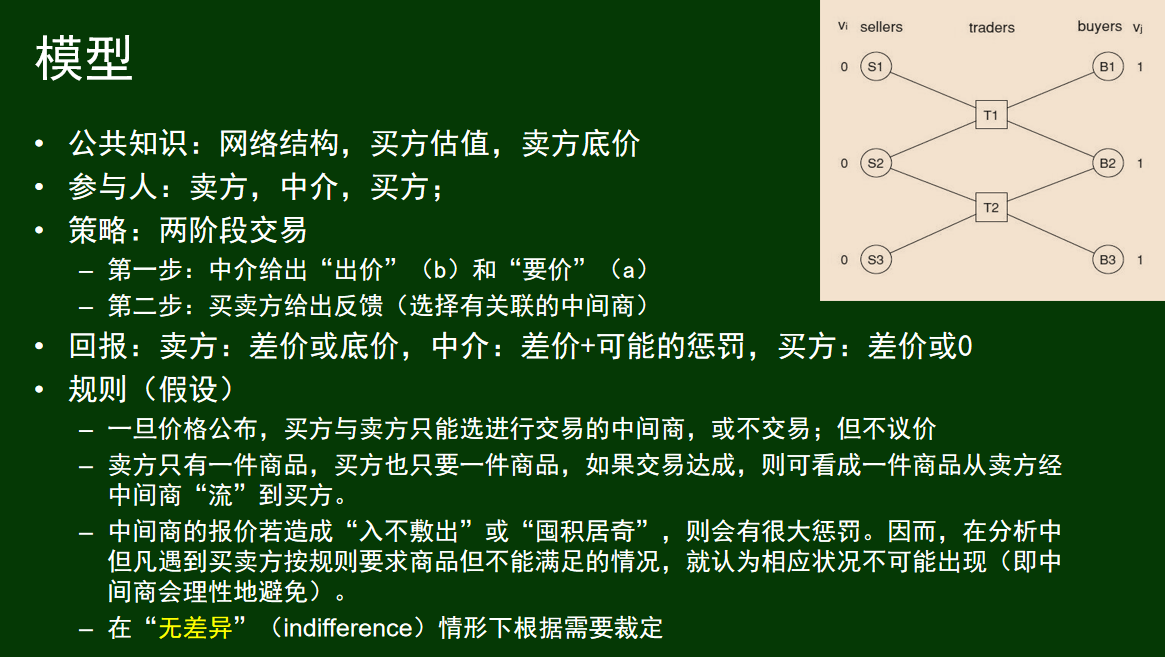 模型
• 公共知识：网络结构，买方估值，卖方底价
• 参与人：卖方，中介，买方；
• 策略：两阶段交易
– 第一步：中介给出“出价”（b）和“要价”（a）
– 第二步：买卖方给出反馈（选择有关联的中间商）
• 回报：卖方：差价或底价，中介：差价+可能的惩罚，买方：差价或0
• 规则（假设）
– 一旦价格公布，买方与卖方只能选进行交易的中间商，或不交易；但不议价
– 卖方只有一件商品，买方也只要一件商品，如果交易达成，则可看成一件商品从卖方经
中间商“流”到买方。
– 中间商的报价若造成“入不敷出”或“囤积居奇”，则会有很大惩罚。因而，在分析中
但凡遇到买卖方按规则要求商品但不能满足的情况，就认为相应状况不可能出现（即中
间商会理性地避免）。
– 在“无差异”（indifference）情形下根据需要裁定
vi sellers traders buyers vj
0 S1 B1 1
T1
0 S2 B2 1
T2
0 S3 B3 1